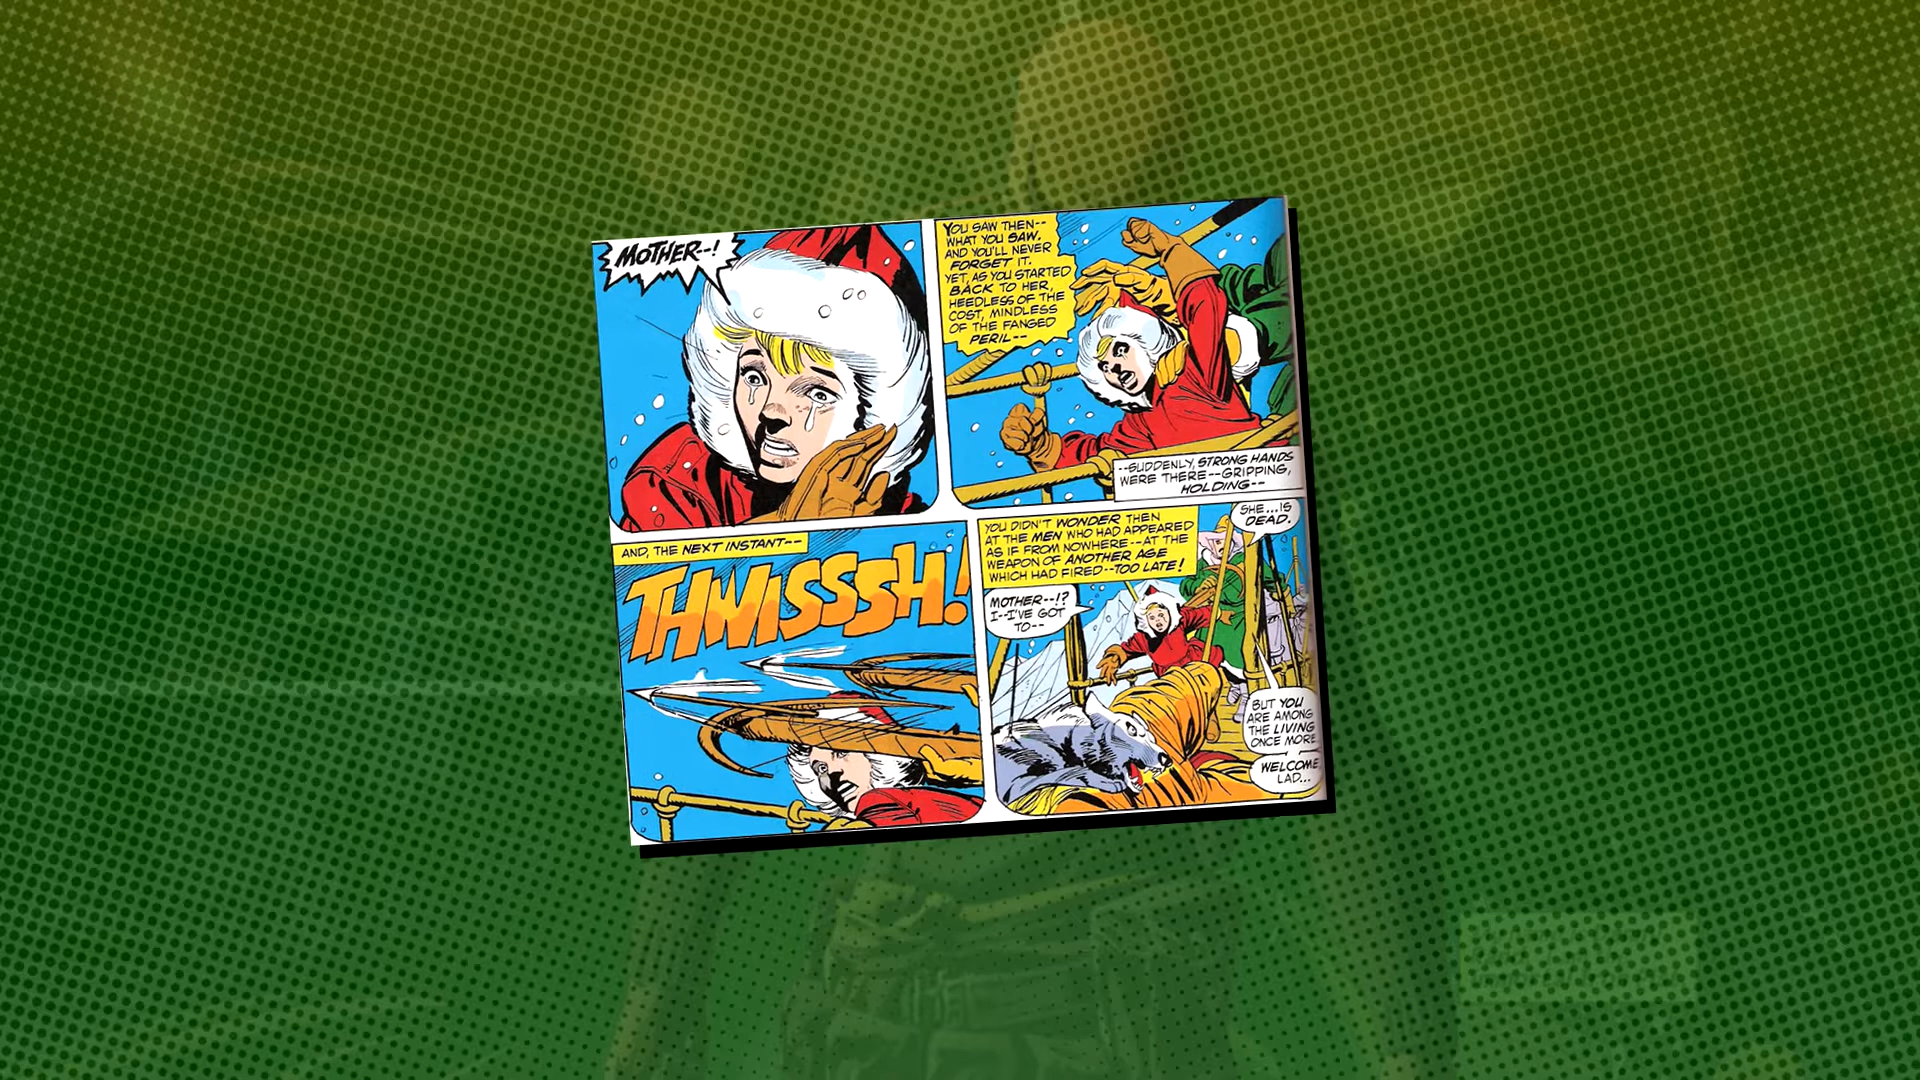 MOTHER--!
YOU SAW THEN--
WHAT YOU SAW,
AND YOU'LL NEVER
FORGET IT.
YET, AS YOU STARTED
BACK TO HER,
HEEDLESS OF THE
COST, MINDLESS
OF THE FANGED
PERIL--
--SUDDENLY, STRONG HANDS
WERE THERE--GRIPPING,
HOLDING--
AND, THE NEXT INSTANT--
THWISSSH!
YOU DIDN'T WONDER THEN
AT THE MEN WHO HAD APPEARED
AS IF FROM NOWHERE--AT THE
WEAPON OF ANOTHER AGE
WHICH HAD FIRED--TOO LATE!
SHE...IS
DEAD.
MOTHER--!?
I--I'VE GOT
TO--
BUT YOU
ARE AMONG
THE LIVING
ONCE MORE
WELCOME,
LAD...